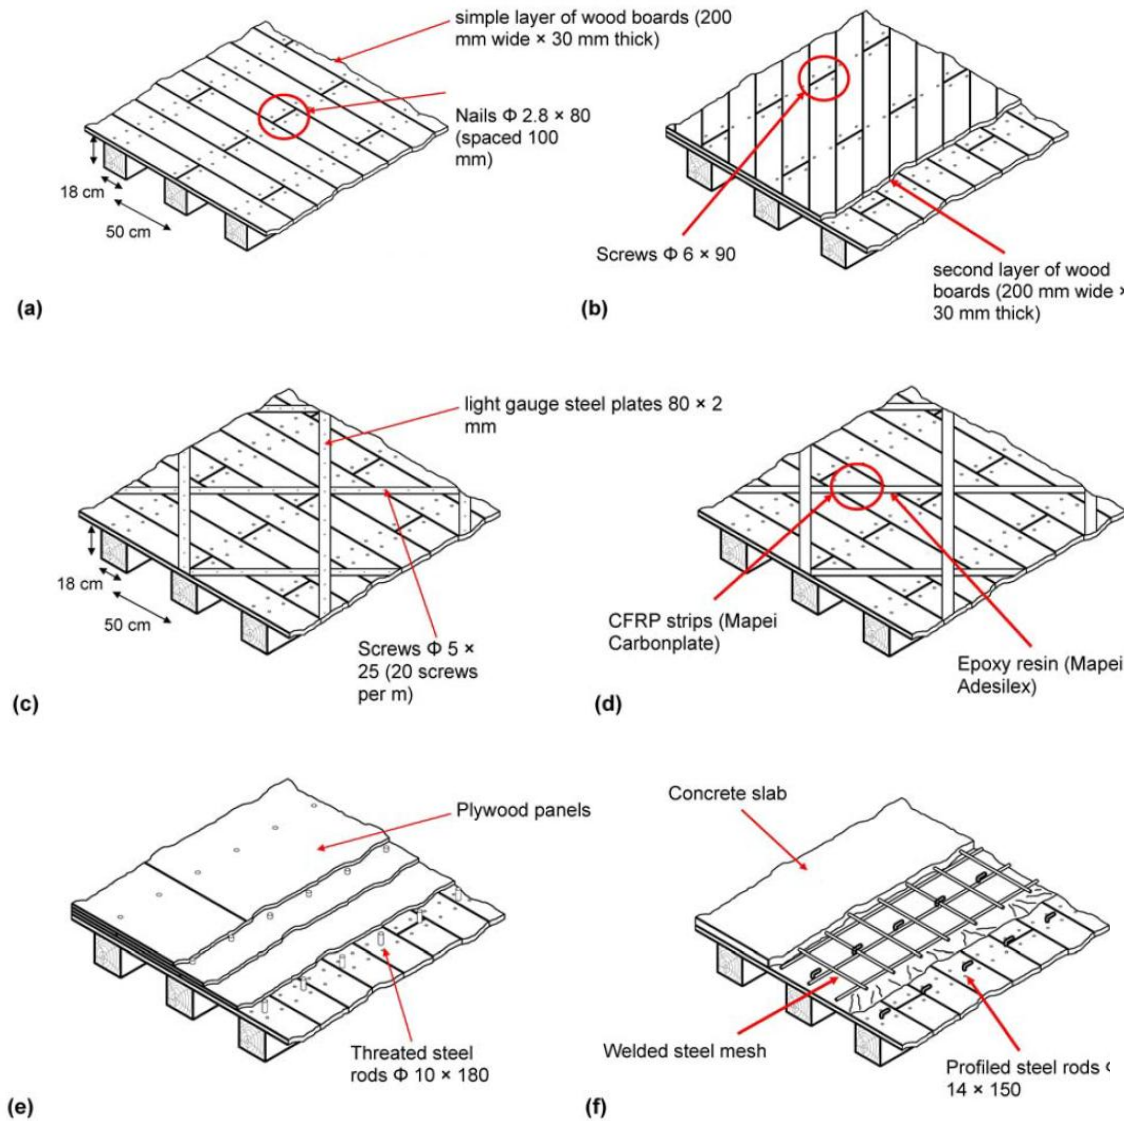 simple layer of wood boards (200
mm wide × 30 mm thick)
Nails Φ 2.8 × 80
(spaced 100
mm)
18 cm
50 cm
(a)
Screws Φ 6 × 90
second layer of wood
boards (200 mm wide ×
30 mm thick)
(b)
light gauge steel plates 80 × 2
mm
18 cm
50 cm
Screws Φ 5 ×
25 (20 screws
per m)
(c)
CFRP strips (Mapei
Carbonplate)
Epoxy resin (Mapei
Adesilex)
(d)
Plywood panels
Threated steel
rods Φ 10 × 180
(e)
Concrete slab
Welded steel mesh
Profiled steel rods
14 × 150
(f)